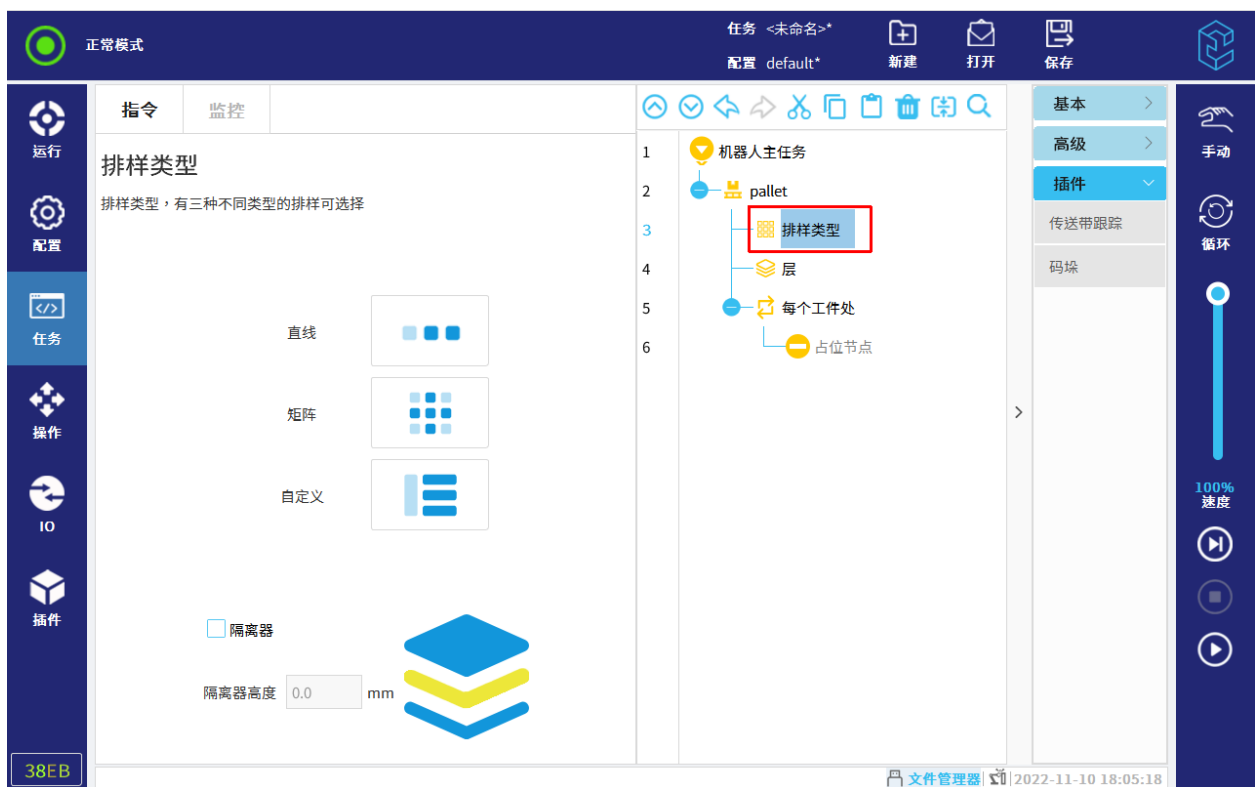 正常模式
任务 <未命名>*
配置 default*
新建
打开
保存
运行
配置
任务
操作
IO
插件
38EB
指令
监控
排样类型
排样类型，有三种不同类型的排样可选择
直线
矩阵
自定义
隔离器
隔离器高度 0.0 mm
1 机器人主任务
2 pallet
3 排样类型
4 层
5 每个工件处
6 占位节点
基本
高级
插件
传送带跟踪
码垛
手动
循环
100%
速度
文件管理器 2022-11-10 18:05:18